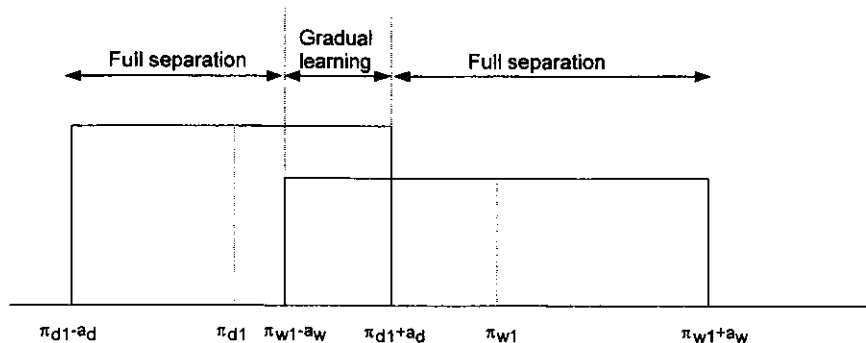 Full separation
Gradual
learning
Full separation
πd1-ad
πd1
πw1-aw
πd1+ad
πw1
πw1+aw